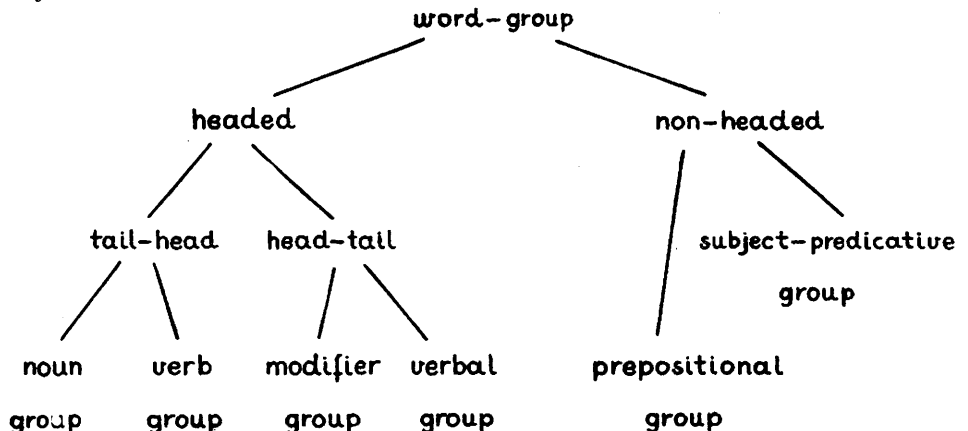 word-group
headed non-headed
tail-head head-tail subject-predicative
group
noun verb modifier verbal prepositional
group group group group group